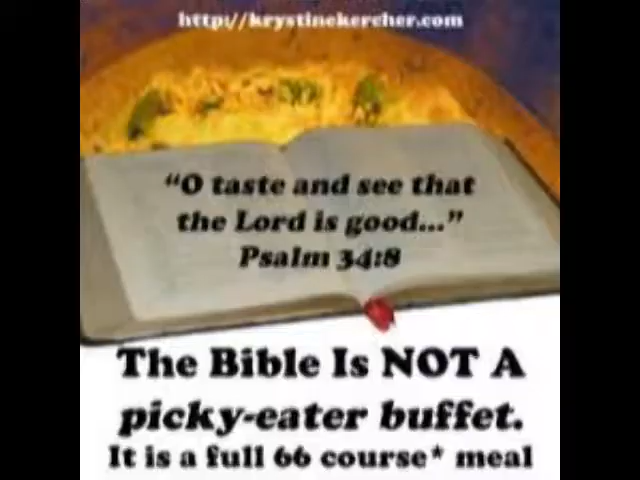 http://krystinekercher.com
“O taste and see that
the Lord is good...”
Psalm 34:8
The Bible Is NOT A
picky-eater buffet.
It is a full 66 course* meal